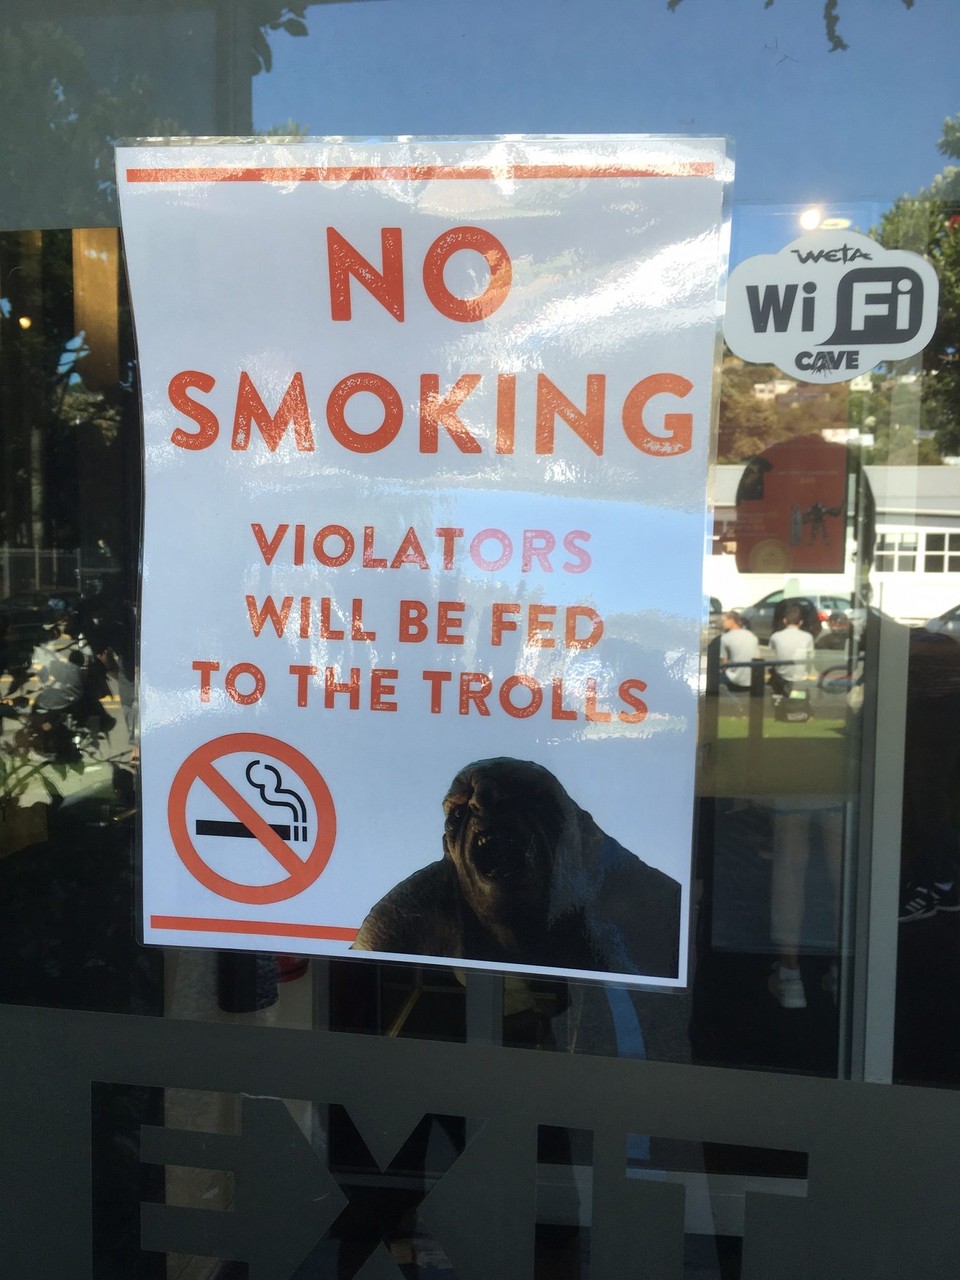 NO
SMOKING
VIOLATORS
WILL BE FED
TO THE TROLLS
WETA
Wi Fi
CAVE
EXIT